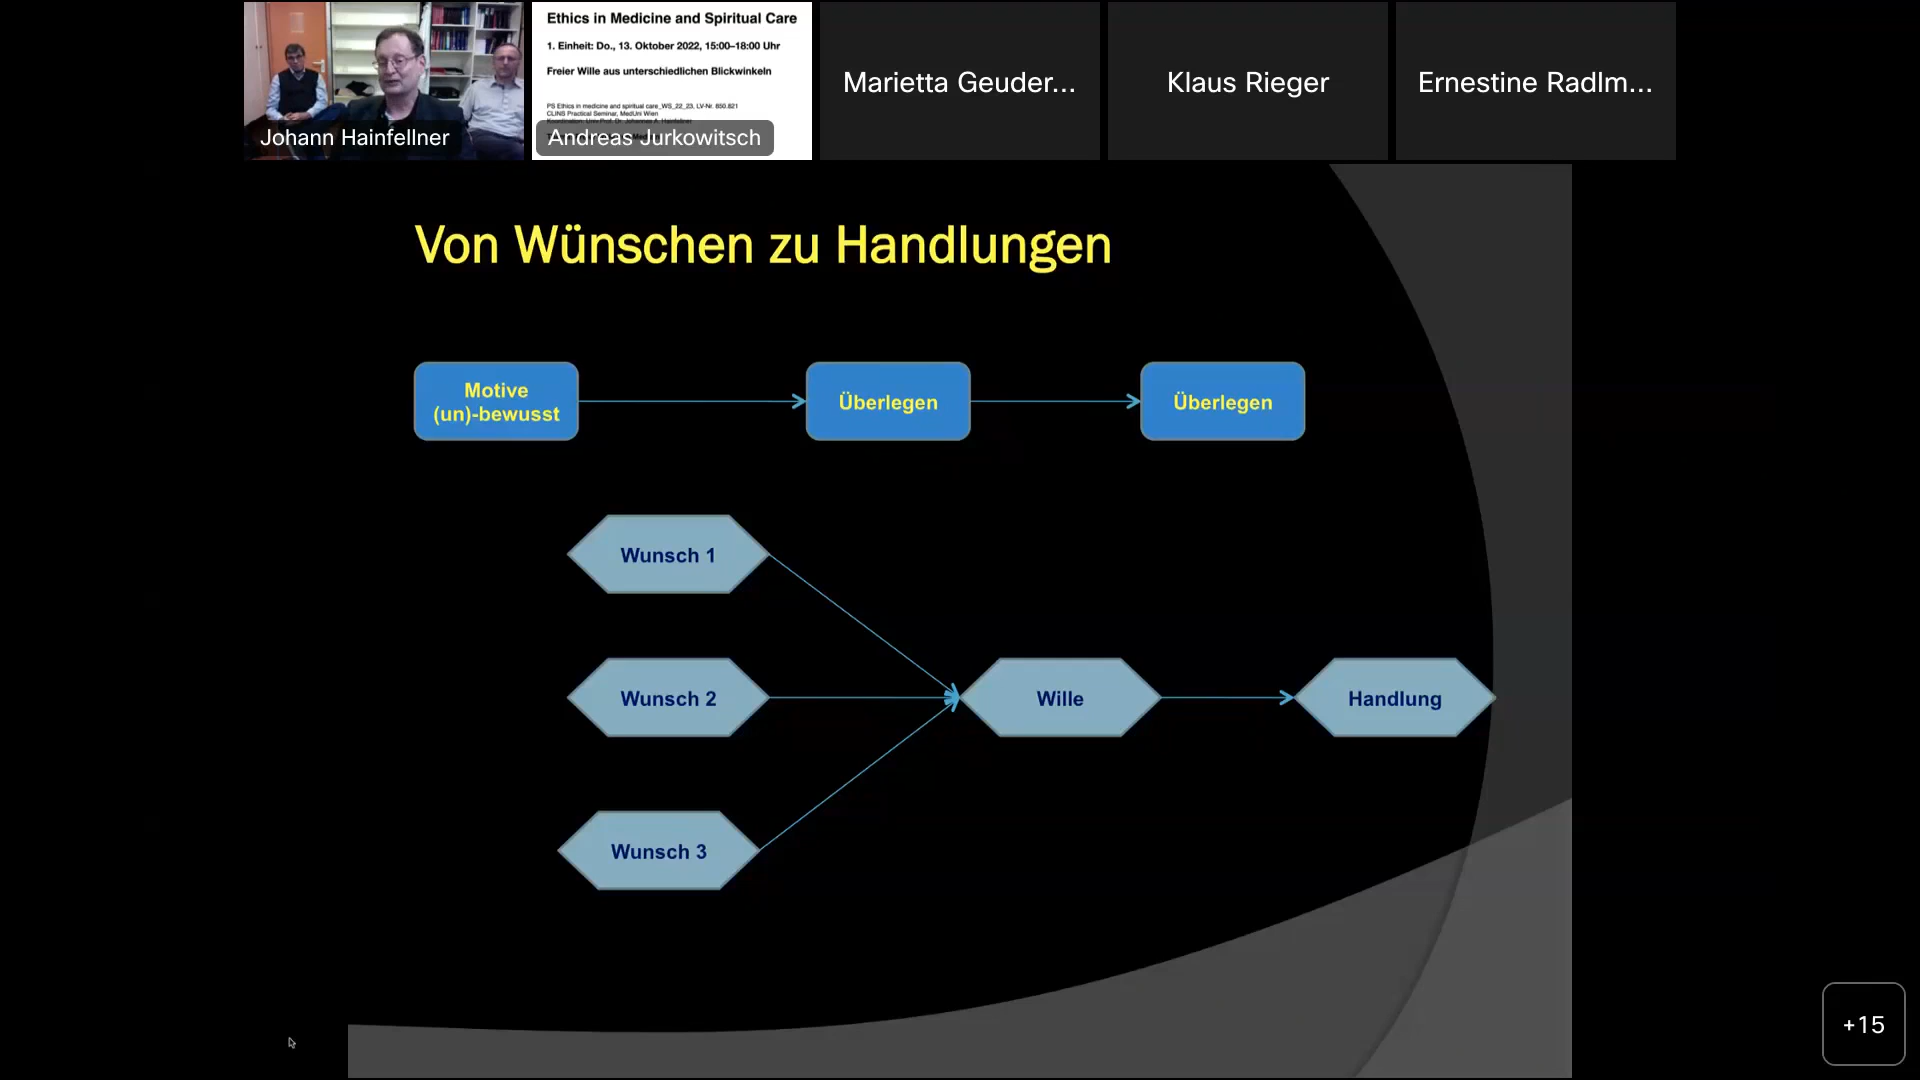 Ethics in Medicine and Spiritual Care
1. Einheit: Do., 13. Oktober 2022, 15:00–18:00 Uhr
Freier Wille aus unterschiedlichen Blickwinkeln
PS Ethics in medicine and spiritual care_WS_22_23, LV-Nr. 850.821
CLINS Practical Seminar, MedUni Wien
Johann Hainfellner
Andreas Jurkowitsch
Marietta Geuder...
Klaus Rieger
Ernestine Radlm...
Von Wünschen zu Handlungen
Motive
(un)-bewusst
Überlegen
Überlegen
Wunsch 1
Wunsch 2
Wille
Handlung
Wunsch 3
+15